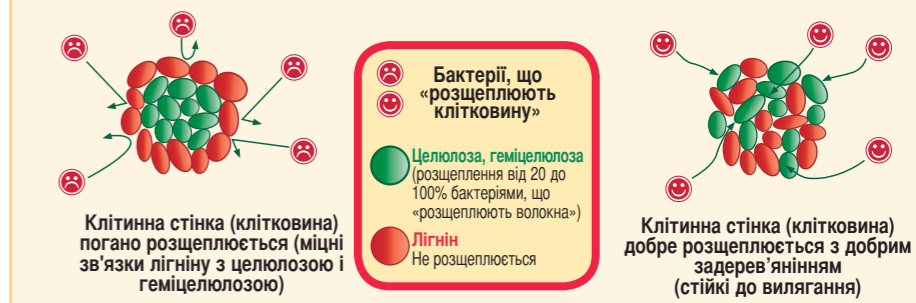 Клітинна стінка (клітковина)
погано розщеплюється (міцні
зв'язки лігніну з целюлозою і
геміцелюлозою)
Бактерії, що
«розщеплюють
клітковину»
Целюлоза, геміцелюлоза
(розщеплення від 20 до
100% бактеріями, що
«розщеплюють волокна»)
Лігнін
Не розщеплюється
Клітинна стінка (клітковина)
добре розщеплюється з добрим
задерев’янінням
(стійкі до вилягання)